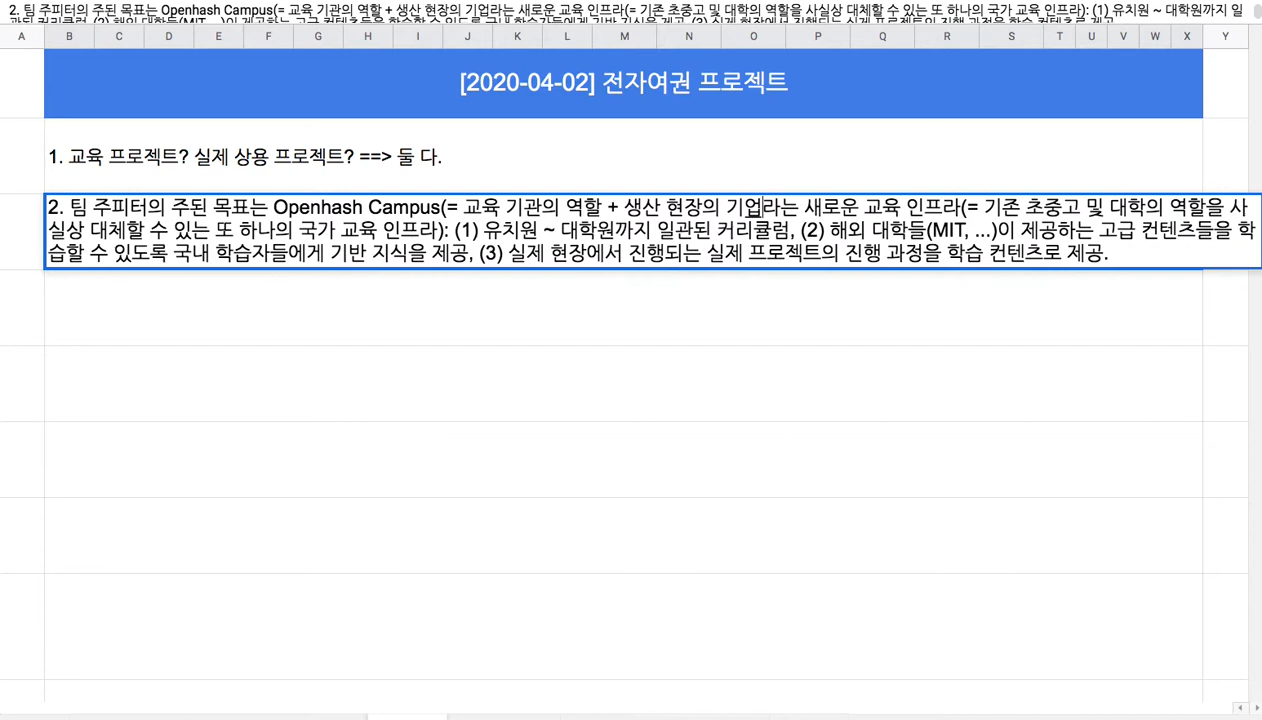 2. 팀 주피터의 주된 목표는 Openhash Campus(= 교육 기관의 역할 + 생산 현장의 기업라는 새로운 교육 인프라(= 기존 초중고 및 대학의 역할을 사실상 대체할 수 있는 또 하나의 국가 교육 인프라): (1) 유치원 ~ 대학원까지 일
A B C D E F G H I J K L M N O P Q R S T U V W X Y
[2020-04-02] 전자여권 프로젝트
1. 교육 프로젝트? 실제 상용 프로젝트? ==> 둘 다.
2. 팀 주피터의 주된 목표는 Openhash Campus(= 교육 기관의 역할 + 생산 현장의 기업라는 새로운 교육 인프라(= 기존 초중고 및 대학의 역할을 사
실상 대체할 수 있는 또 하나의 국가 교육 인프라): (1) 유치원 ~ 대학원까지 일관된 커리큘럼, (2) 해외 대학들(MIT, ...)이 제공하는 고급 컨텐츠들을 학
습할 수 있도록 국내 학습자들에게 기반 지식을 제공, (3) 실제 현장에서 진행되는 실제 프로젝트의 진행 과정을 학습 컨텐츠로 제공.